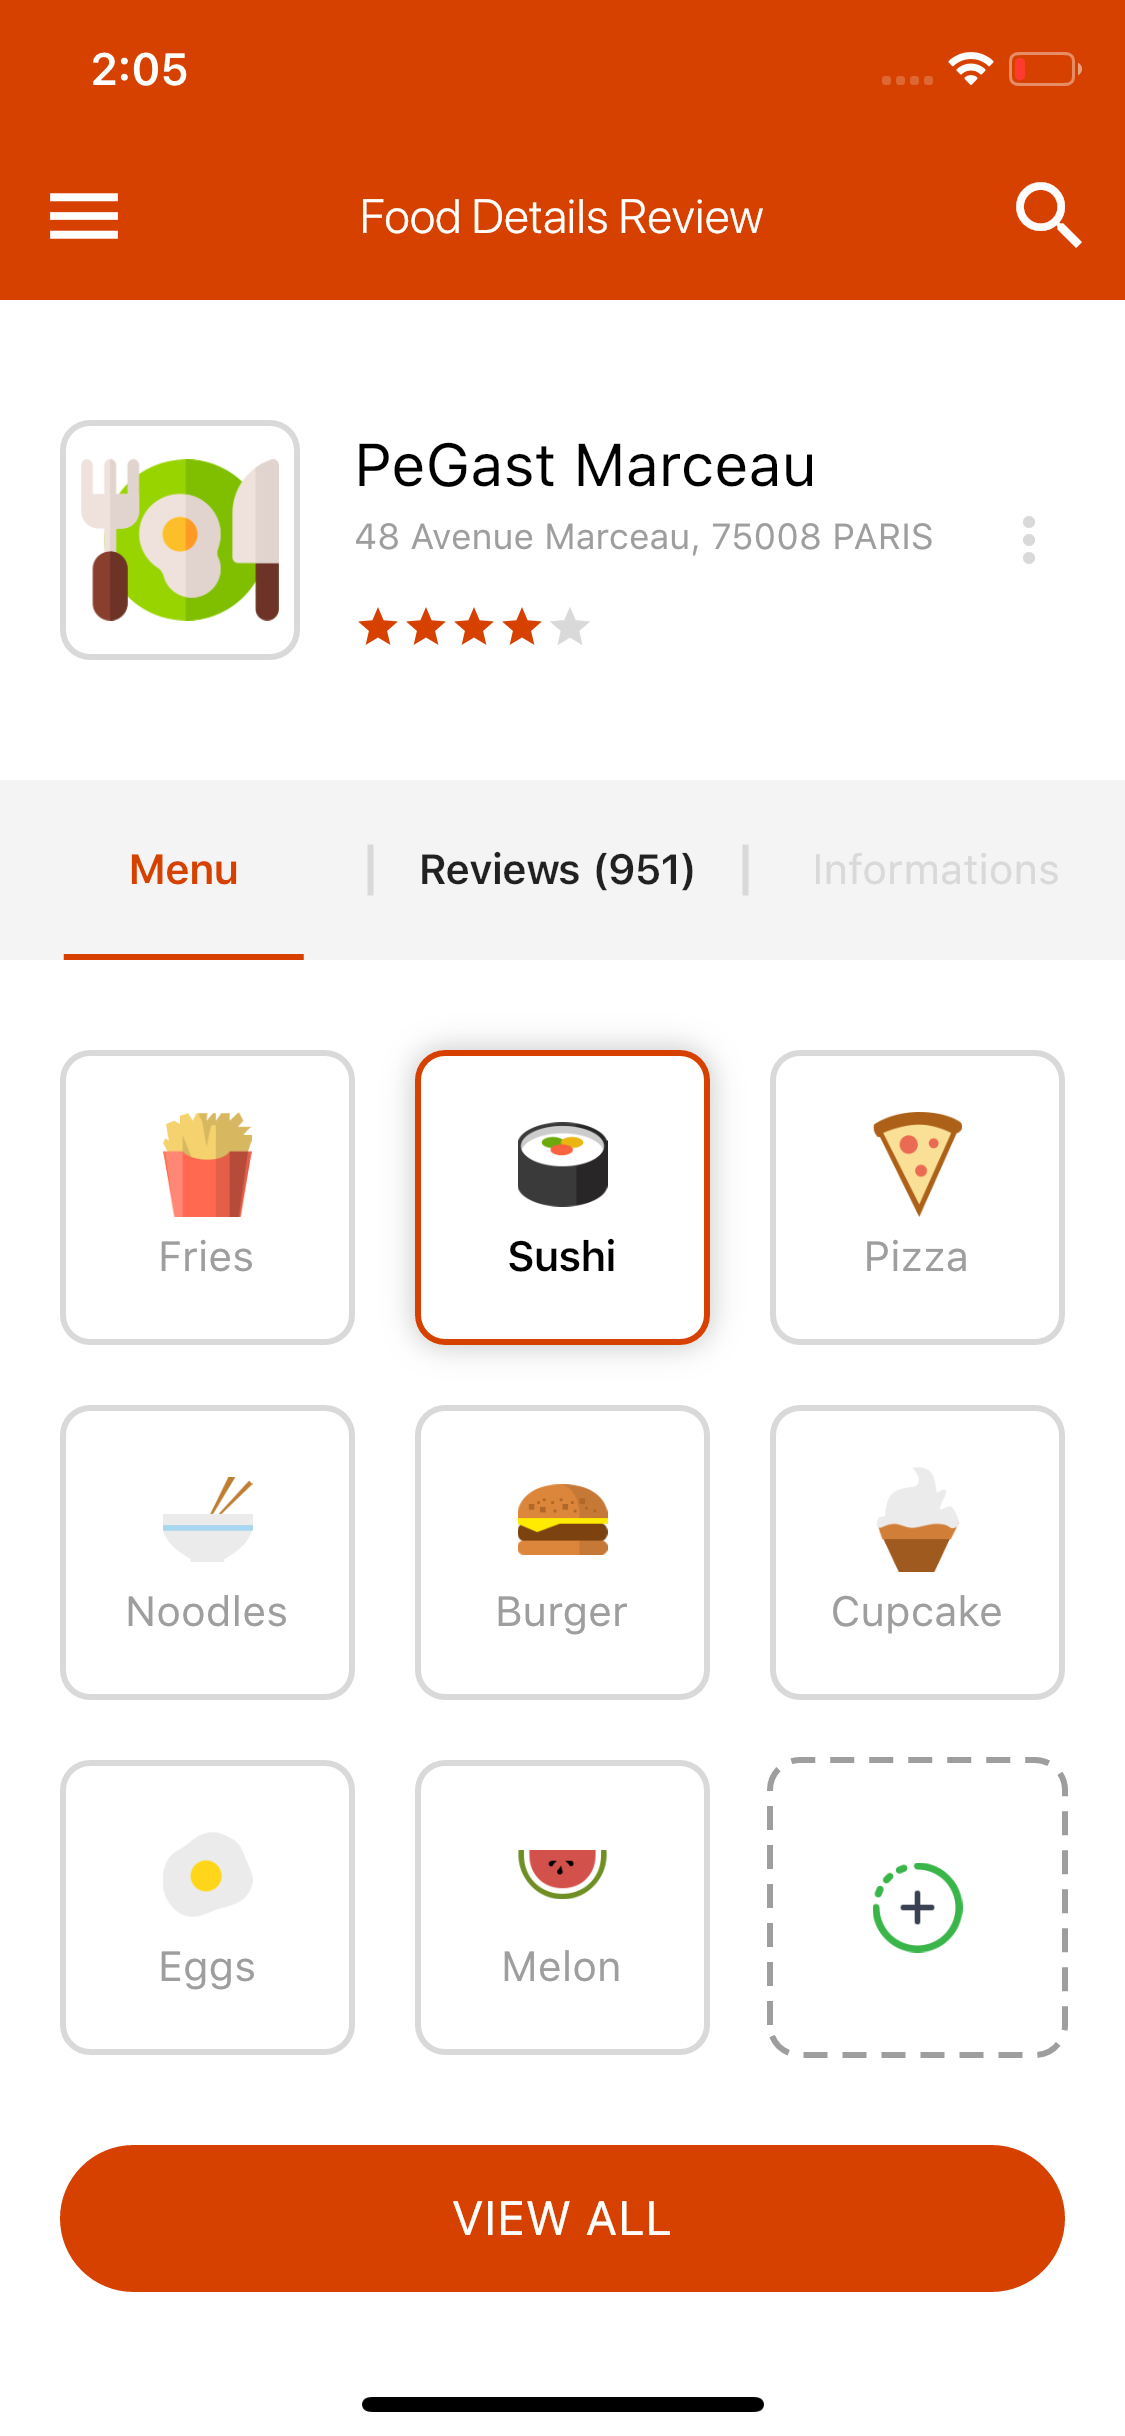 2:05
Food Details Review
PeGast Marceau
48 Avenue Marceau, 75008 PARIS
Menu | Reviews (951) | Informations
Fries Sushi Pizza
Noodles Burger Cupcake
Eggs Melon
VIEW ALL